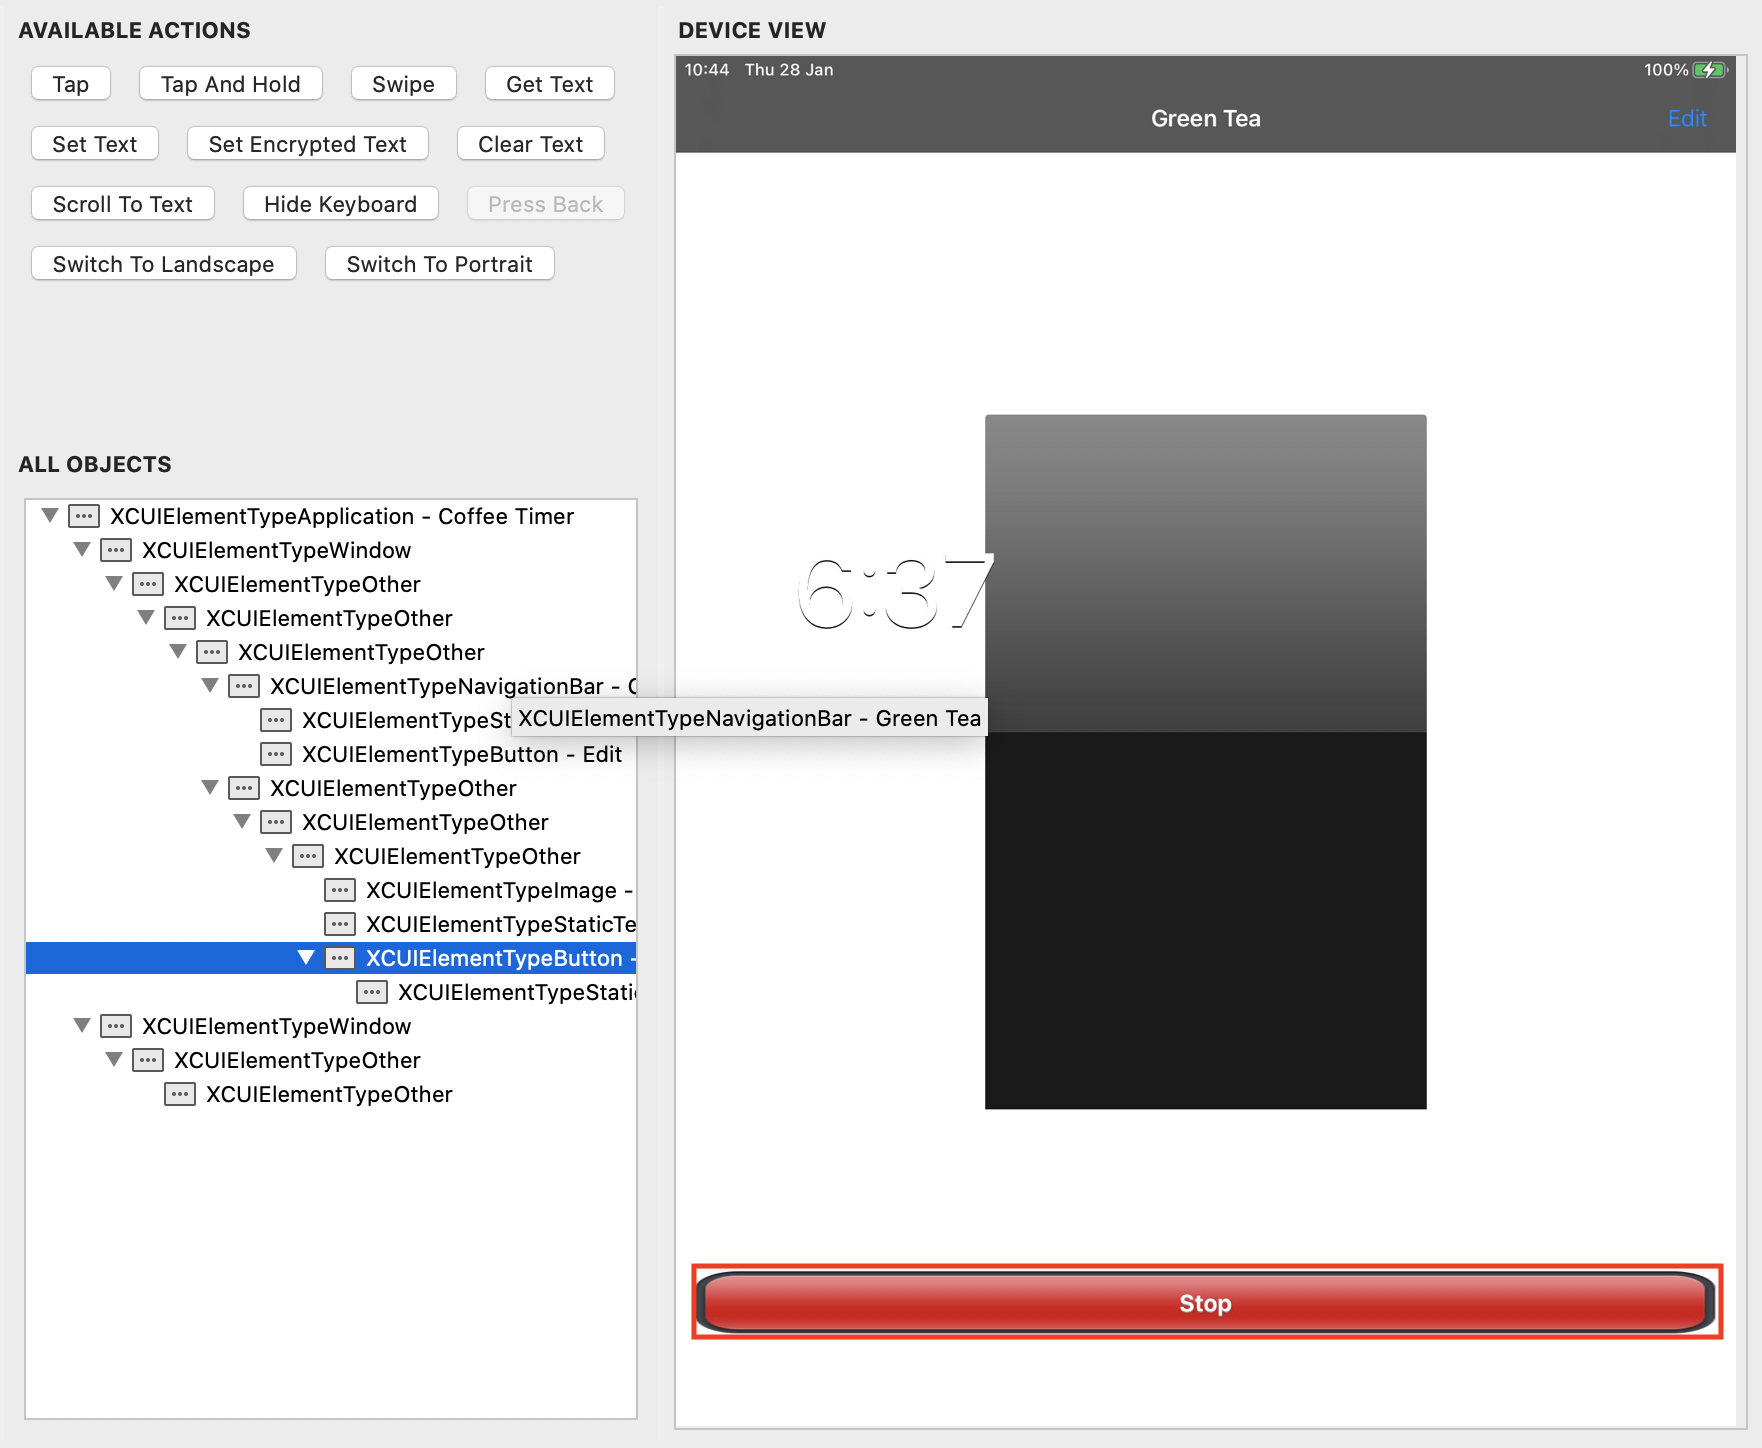 AVAILABLE ACTIONS
Tap
Tap And Hold
Swipe
Get Text
Set Text
Set Encrypted Text
Clear Text
Scroll To Text
Hide Keyboard
Press Back
Switch To Landscape
Switch To Portrait
ALL OBJECTS
XCUIElementTypeApplication - Coffee Timer
XCUIElementTypeWindow
XCUIElementTypeOther
XCUIElementTypeOther
XCUIElementTypeOther
XCUIElementTypeNavigationBar -
XCUIElementTypeSt
XCUIElementTypeNavigationBar - Green Tea
XCUIElementTypeButton - Edit
XCUIElementTypeOther
XCUIElementTypeOther
XCUIElementTypeOther
XCUIElementTypeImage -
XCUIElementTypeStaticTe
XCUIElementTypeButton -
XCUIElementTypeStati
XCUIElementTypeWindow
XCUIElementTypeOther
XCUIElementTypeOther
DEVICE VIEW
10:44 Thu 28 Jan
100%
Green Tea
Edit
6:37
Stop